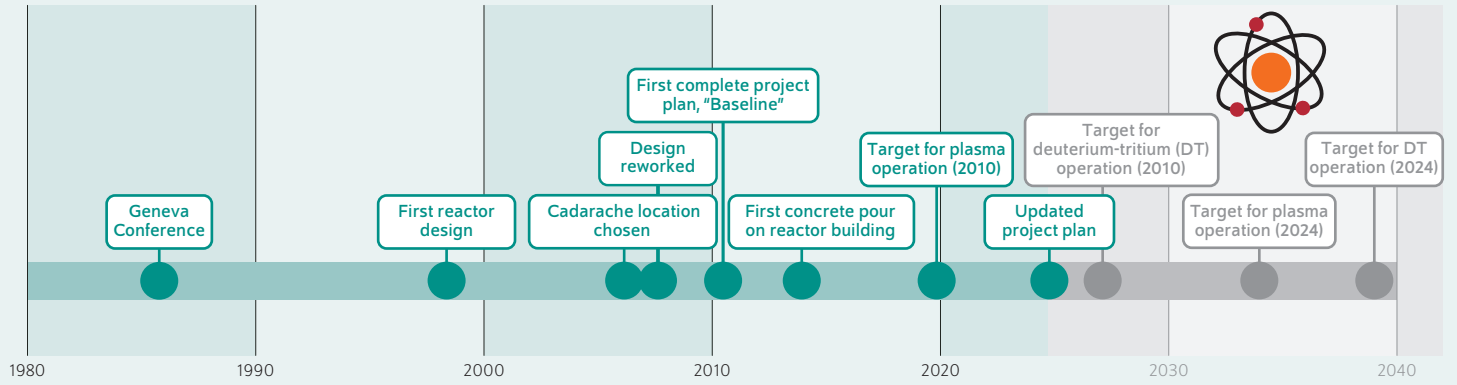 First complete project
plan, “Baseline”
Target for
deuterium-tritium (DT)
operation (2010)
Design
reworked
Target for plasma
operation (2010)
Target for DT
operation (2024)
Geneva
Conference
First reactor
design
Cadarache location
chosen
First concrete pour
on reactor building
Updated
project plan
Target for plasma
operation (2024)
1980
1990
2000
2010
2020
2030
2040